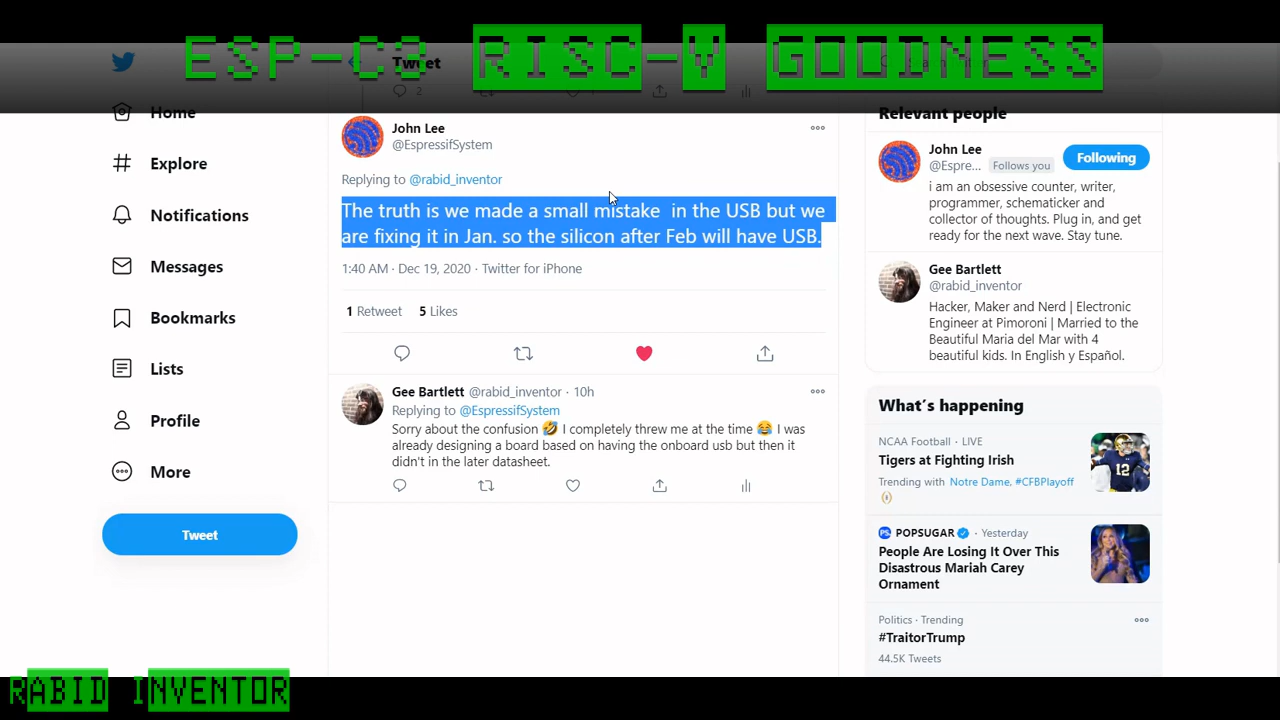 ESP-C3 RISC-V GOODNESS
Tweet
2
Home
Explore
Notifications
Messages
Bookmarks
Lists
Profile
More
Tweet
John Lee
@EspressifSystem
Replying to @rabid_inventor
The truth is we made a small mistake in the USB but we
are fixing it in Jan. so the silicon after Feb will have USB.
1:40 AM · Dec 19, 2020 · Twitter for iPhone
1 Retweet 5 Likes
Gee Bartlett @rabid_inventor · 10h
Replying to @EspressifSystem
Sorry about the confusion 🤣 I completely threw me at the time 😂 I was
already designing a board based on having the onboard usb but then it
didn't in the later datasheet.
Relevant people
John Lee
@Espre... Follows you
Following
i am an obsessive counter, writer,
programmer, schematicker and
collector of thoughts. Plug in, and get
ready for the next wave. Stay tune.
Gee Bartlett
@rabid_inventor
Hacker, Maker and Nerd | Electronic
Engineer at Pimoroni | Married to the
Beautiful Maria del Mar with 4
beautiful kids. In English y Español.
What's happening
NCAA Football · LIVE
Tigers at Fighting Irish
Trending with Notre Dame, #CFBPlayoff
12
POPSUGAR · Yesterday
People Are Losing It Over This
Disastrous Mariah Carey
Ornament
Politics · Trending
#TraitorTrump
44.5K Tweets
RABID INVENTOR